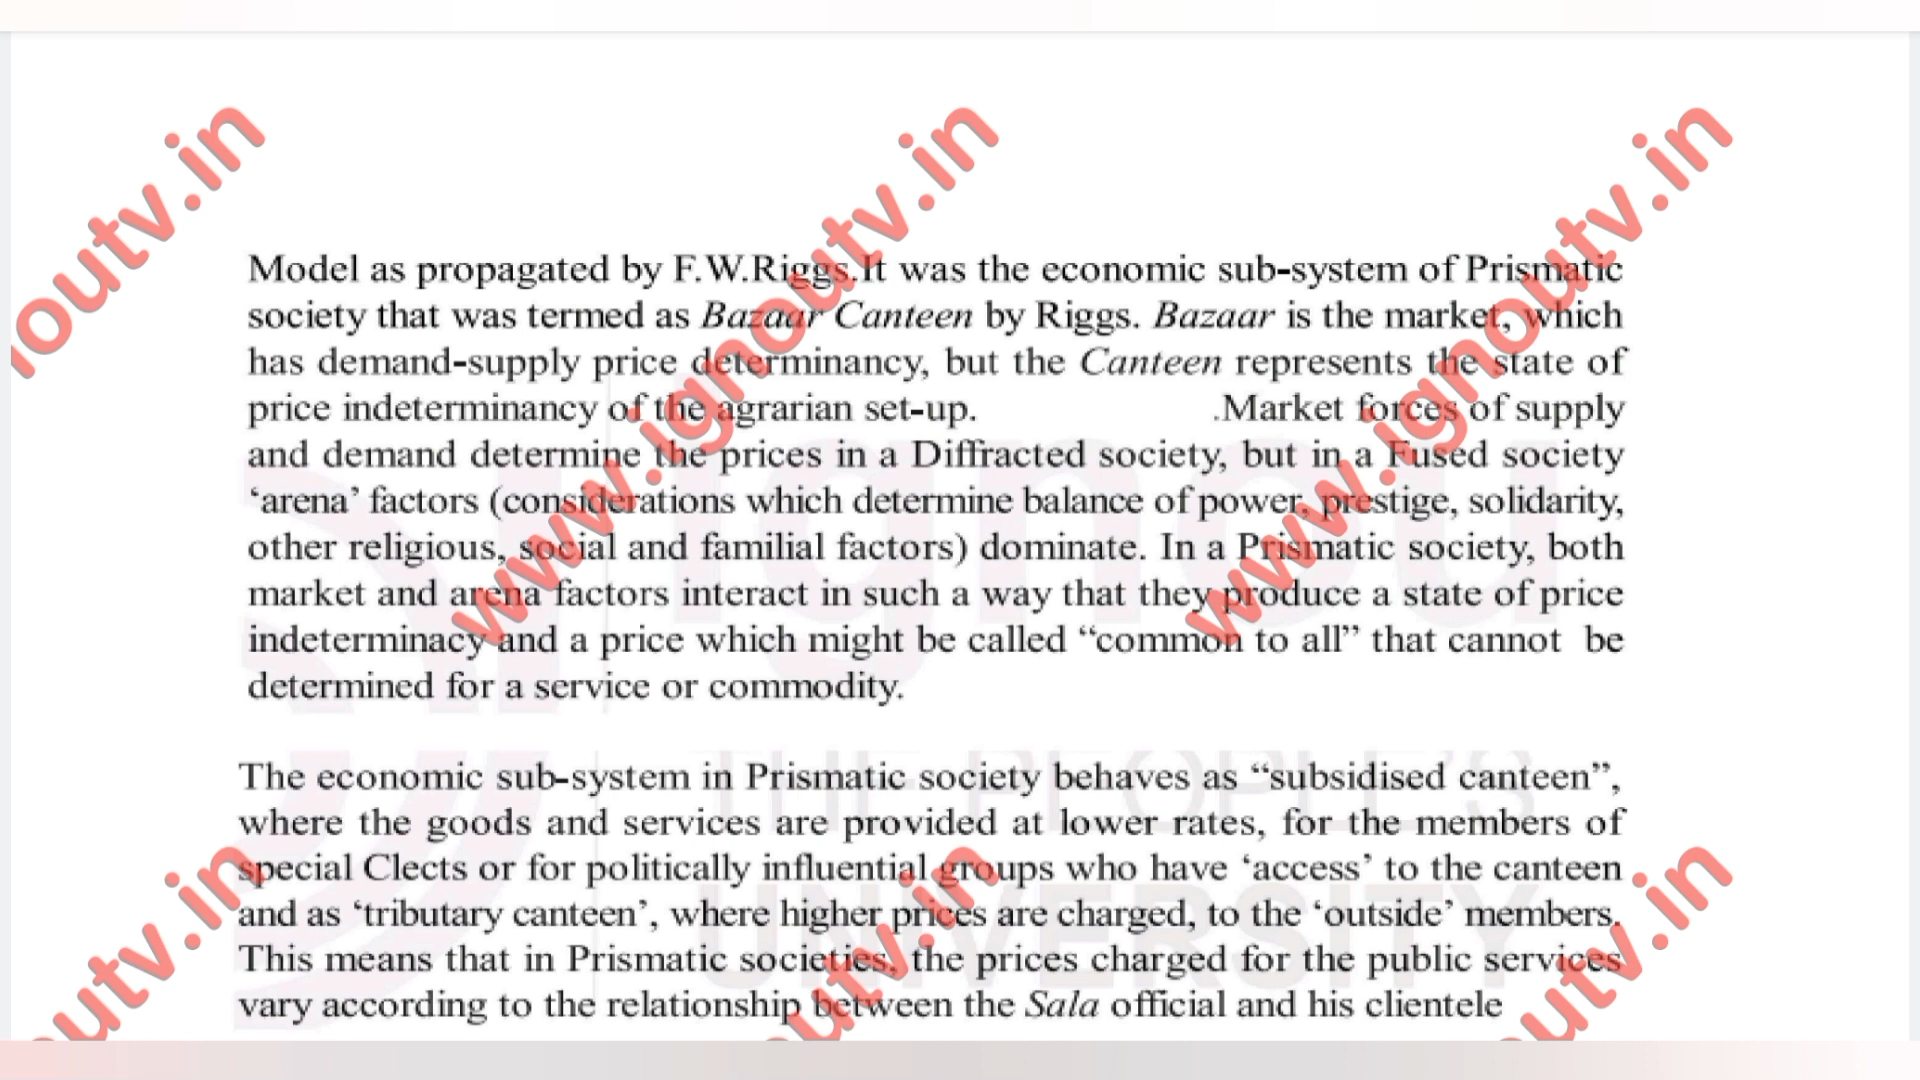 www.ignoutv.in
Model as propagated by F.W.Riggs.It was the economic sub-system of Prismatic
society that was termed as Bazaar Canteen by Riggs. Bazaar is the market, which
has demand-supply price determinancy, but the Canteen represents the state of
price indeterminancy of the agrarian set-up. .Market forces of supply
and demand determine the prices in a Diffracted society, but in a Fused society
‘arena’ factors (considerations which determine balance of power, prestige, solidarity,
other religious, social and familial factors) dominate. In a Prismatic society, both
market and arena factors interact in such a way that they produce a state of price
indeterminacy and a price which might be called “common to all” that cannot be
determined for a service or commodity.
The economic sub-system in Prismatic society behaves as “subsidised canteen”,
where the goods and services are provided at lower rates, for the members of
special Clects or for politically influential groups who have ‘access’ to the canteen
and as ‘tributary canteen’, where higher prices are charged, to the ‘outside’ members.
This means that in Prismatic societies, the prices charged for the public services
vary according to the relationship between the Sala official and his clientele
ignou
THE PEOPLE'S
UNIVERSITY
www.ignoutv.in
outv.in
outv.in
utv.in
utv.in
utv.in